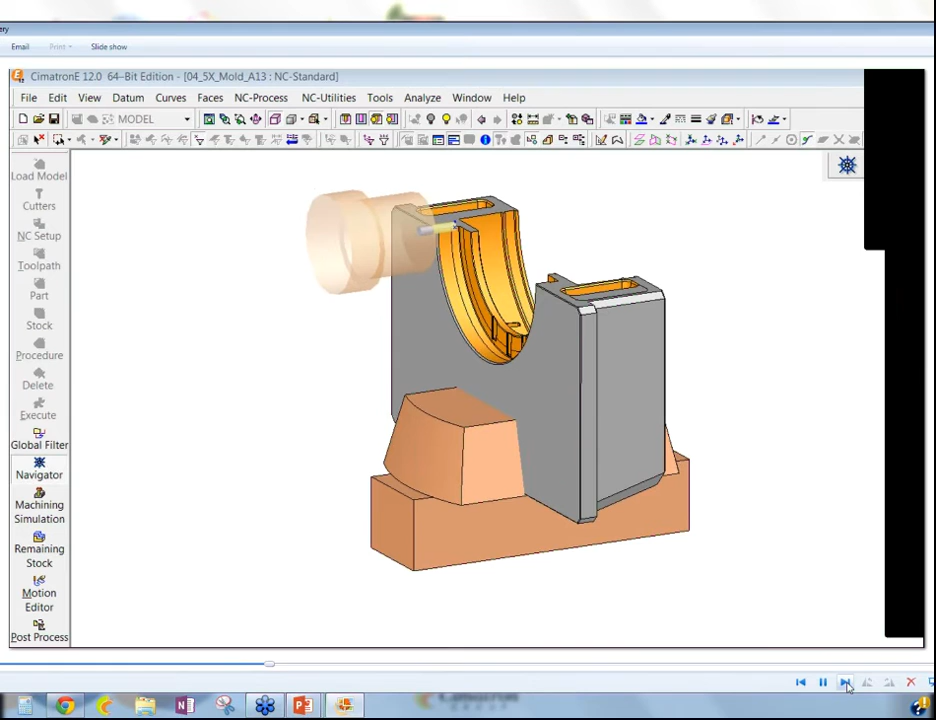 ery
Email Print Slide show
CimatronE 12.0 64-Bit Edition - [04_5X_Mold_A13 : NC-Standard]
File Edit View Datum Curves Faces NC-Process NC-Utilities Tools Analyze Window Help
MODEL
Load Model
Cutters
NC Setup
Toolpath
Part
Stock
Procedure
Delete
Execute
Global Filter
Navigator
Machining
Simulation
Remaining
Stock
Motion
Editor
Post Process